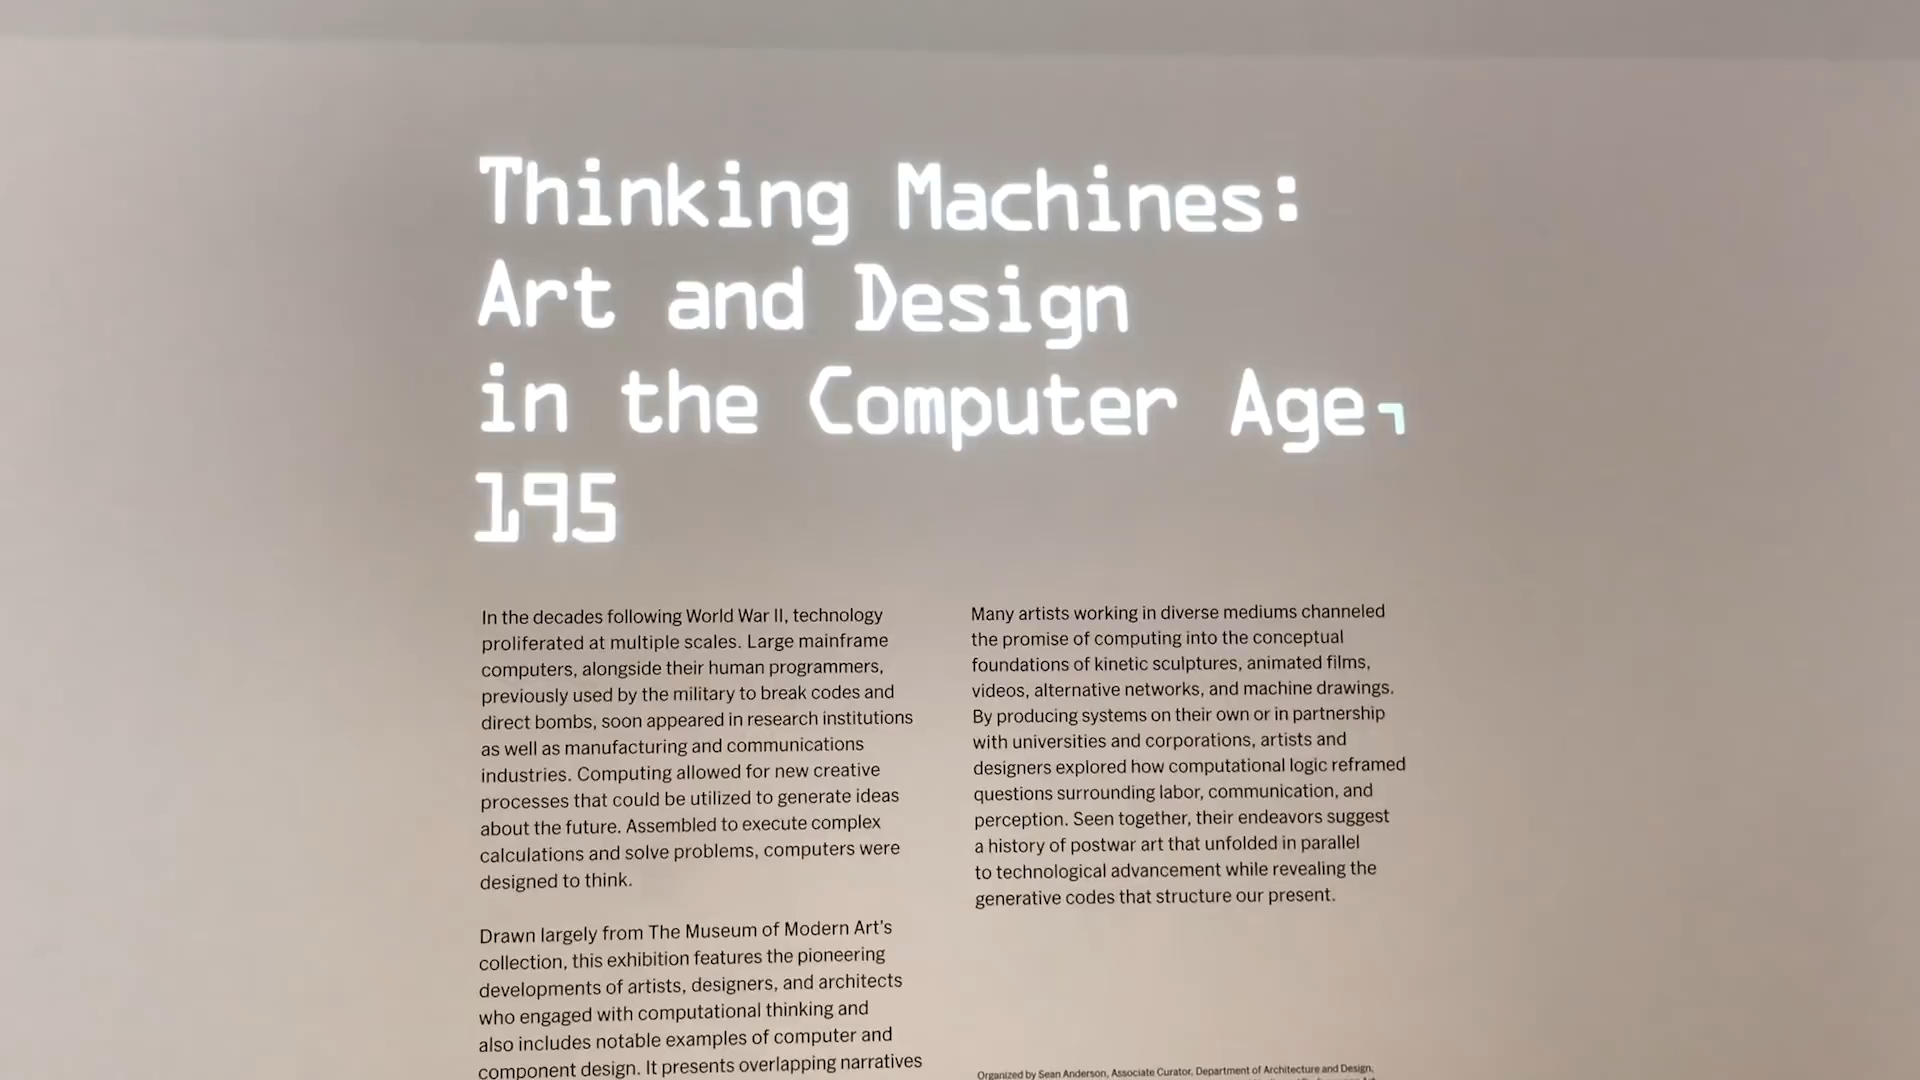 Thinking Machines:
Art and Design
in the Computer Age,
195
In the decades following World War II, technology
proliferated at multiple scales. Large mainframe
computers, alongside their human programmers,
previously used by the military to break codes and
direct bombs, soon appeared in research institutions
as well as manufacturing and communications
industries. Computing allowed for new creative
processes that could be utilized to generate ideas
about the future. Assembled to execute complex
calculations and solve problems, computers were
designed to think.
Drawn largely from The Museum of Modern Art's
collection, this exhibition features the pioneering
developments of artists, designers, and architects
who engaged with computational thinking and
also includes notable examples of computer and
component design. It presents overlapping narratives
Many artists working in diverse mediums channeled
the promise of computing into the conceptual
foundations of kinetic sculptures, animated films,
videos, alternative networks, and machine drawings.
By producing systems on their own or in partnership
with universities and corporations, artists and
designers explored how computational logic reframed
questions surrounding labor, communication, and
perception. Seen together, their endeavors suggest
a history of postwar art that unfolded in parallel
to technological advancement while revealing the
generative codes that structure our present.
Organized by Sean Anderson, Associate Curator, Department of Architecture and Design,